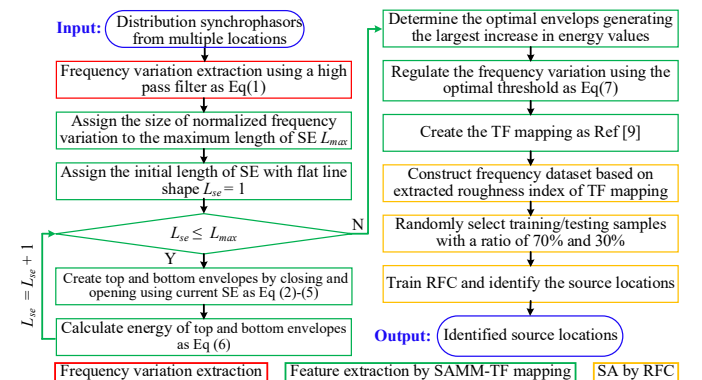 Input:
Distribution synchrophasors
from multiple locations
Frequency variation extraction using a high
pass filter as Eq(1)
Assign the size of normalized frequency
variation to the maximum length of SE Lmax
Assign the initial length of SE with flat line
shape Lse = 1
Lse ≤ Lmax
N
Y
Lse = Lse + 1
Create top and bottom envelopes by closing and
opening using current SE as Eq (2)-(5)
Calculate energy of top and bottom envelopes
as Eq (6)
Determine the optimal envelops generating
the largest increase in energy values
Regulate the frequency variation using the
optimal threshold as Eq(7)
Create the TF mapping as Ref [9]
Construct frequency dataset based on
extracted roughness index of TF mapping
Randomly select training/testing samples
with a ratio of 70% and 30%
Train RFC and identify the source locations
Output:
Identified source locations
Frequency variation extraction
Feature extraction by SAMM-TF mapping
SA by RFC